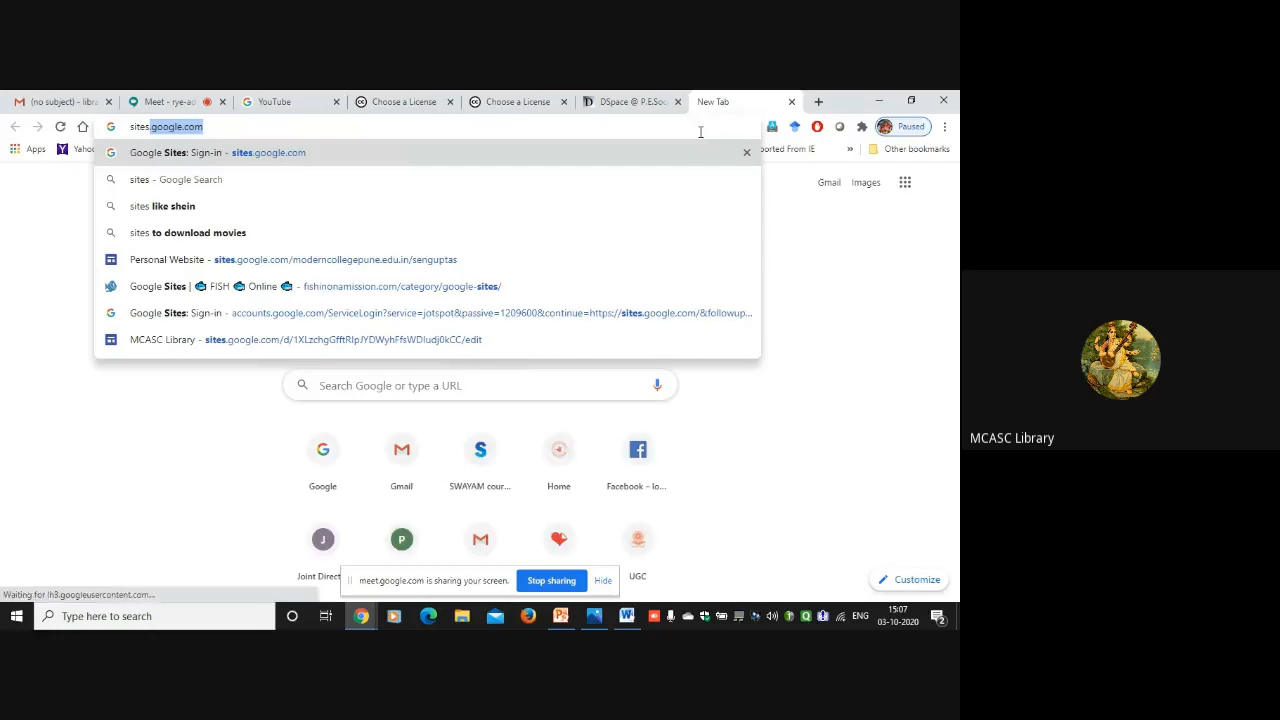 (no subject) - libra
Meet - rye-ad
YouTube
Choose a License
Choose a License
DSpace @ P.E.Soc
New Tab
sites.google.com
Paused
Apps
Yahoo
ported From IE
»
Other bookmarks
Google Sites: Sign-in - sites.google.com
sites - Google Search
sites like shein
sites to download movies
Personal Website - sites.google.com/moderncollegepune.edu.in/senguptas
Google Sites | 🐟 FISH 🐟 Online 🐟 - fishinonamission.com/category/google-sites/
Google Sites: Sign-in - accounts.google.com/ServiceLogin?service=jotspot&passive=1209600&continue=https://sites.google.com/&followup...
MCASC Library - sites.google.com/d/1XLzchgGfftRIpJYDWyhFfsWDIudj0kCC/edit
Gmail Images
Search Google or type a URL
Google
Gmail
SWAYAM cour...
Home
Facebook – lo...
J
P
Joint Direct
UGC
meet.google.com is sharing your screen.
Stop sharing
Hide
Customize
Waiting for lh3.googleusercontent.com...
Type here to search
ENG
15:07
03-10-2020
2
MCASC Library